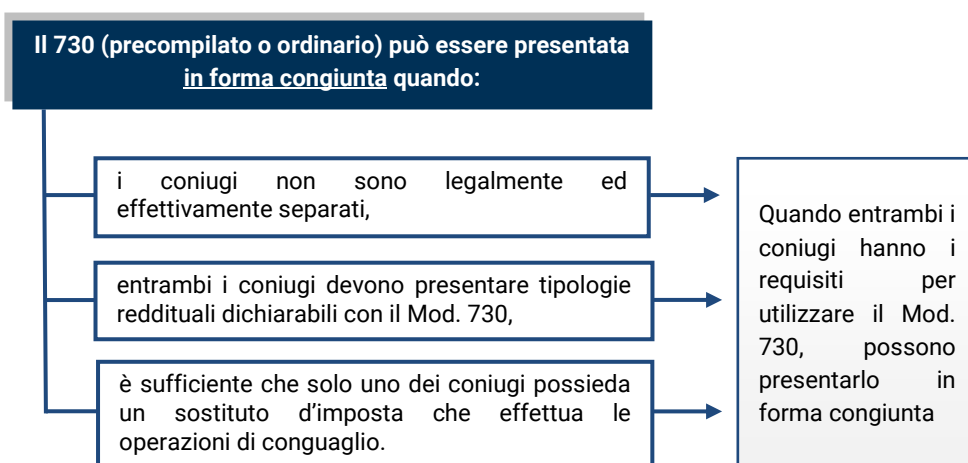 Il 730 (precompilato o ordinario) può essere presentata
in forma congiunta quando:
i coniugi non sono legalmente ed
effettivamente separati,
entrambi i coniugi devono presentare tipologie
reddituali dichiarabili con il Mod. 730,
è sufficiente che solo uno dei coniugi possieda
un sostituto d'imposta che effettua le
operazioni di conguaglio.
Quando entrambi i
coniugi hanno i
requisiti per
utilizzare il Mod.
730, possono
presentarlo in
forma congiunta